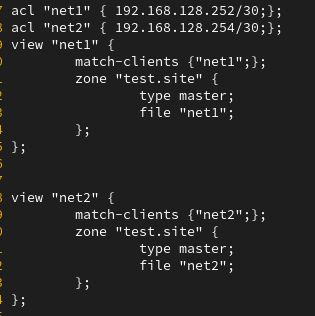 acl "net1" { 192.168.128.252/30;};
acl "net2" { 192.168.128.254/30;};
view "net1" {
        match-clients {"net1";};
        zone "test.site" {
                type master;
                file "net1";
        };
};
view "net2" {
        match-clients {"net2";};
        zone "test.site" {
                type master;
                file "net2";
        };
};